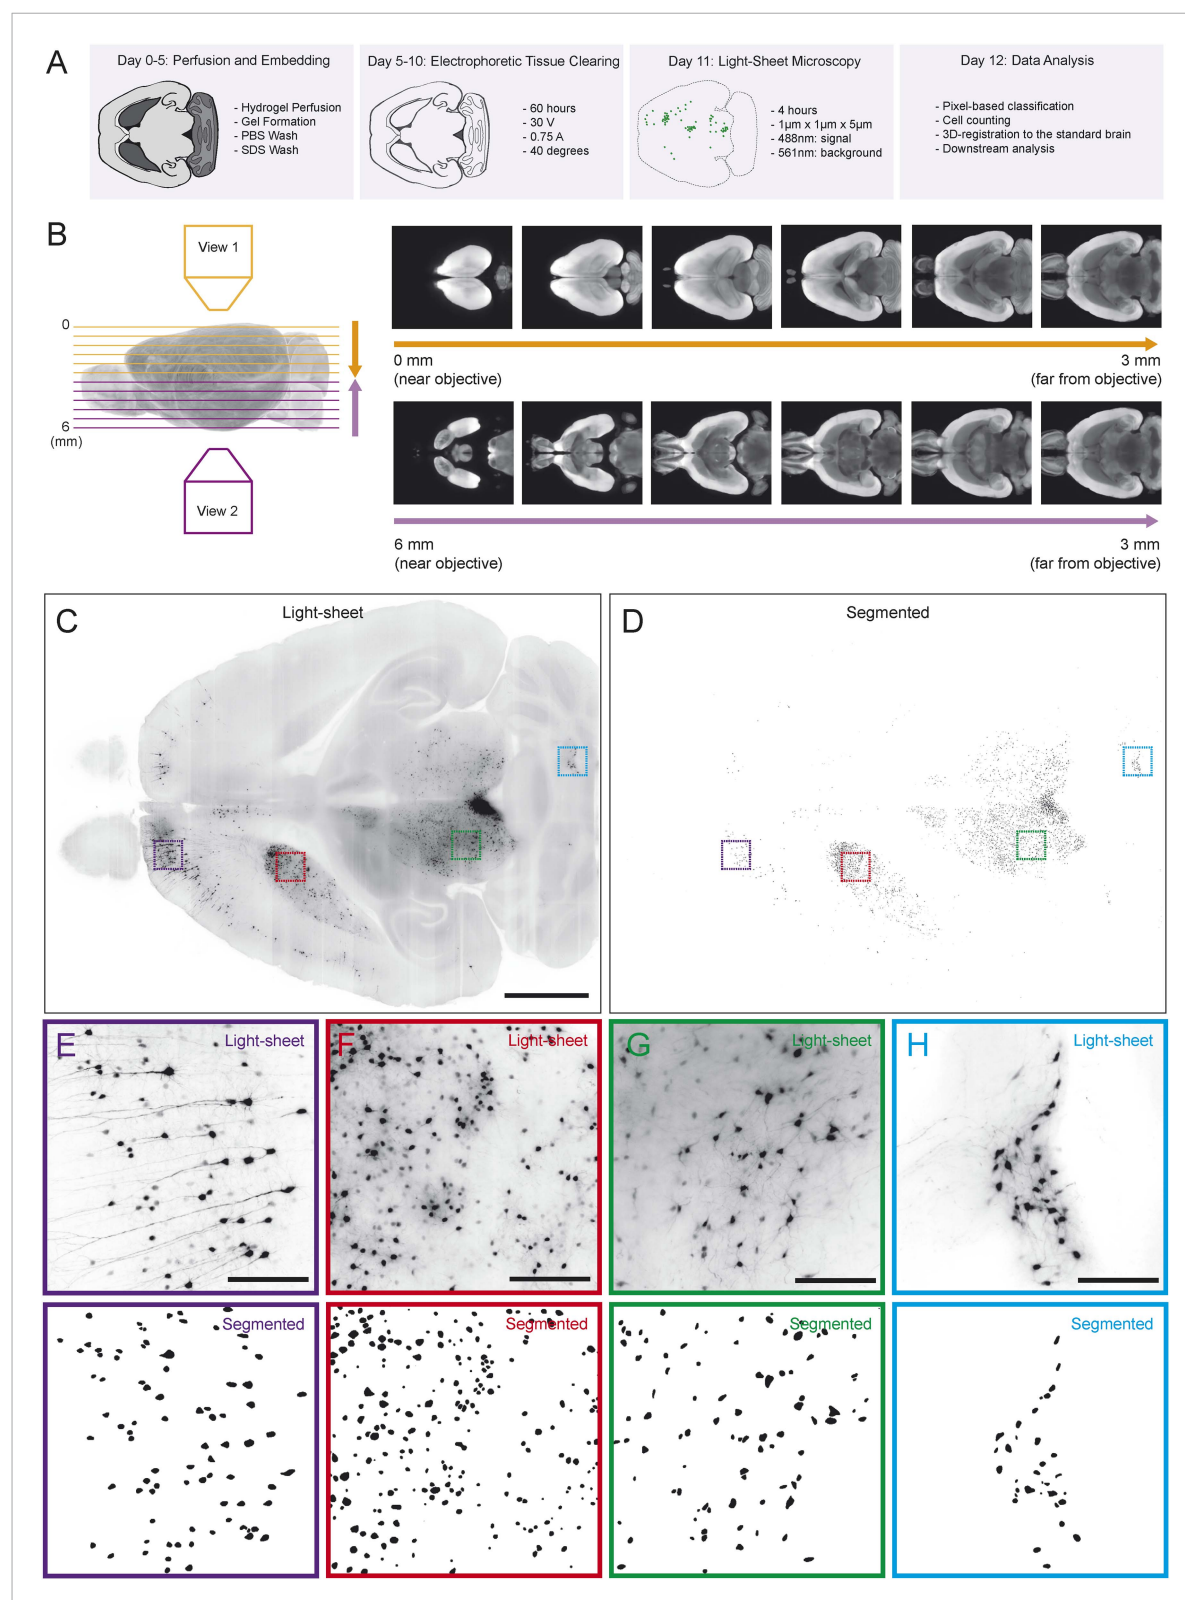 A
Day 0-5: Perfusion and Embedding
- Hydrogel Perfusion
- Gel Formation
- PBS Wash
- SDS Wash
Day 5-10: Electrophoretic Tissue Clearing
- 60 hours
- 30 V
- 0.75 A
- 40 degrees
Day 11: Light-Sheet Microscopy
- 4 hours
- 1µm x 1µm x 5µm
- 488nm: signal
- 561nm: background
Day 12: Data Analysis
- Pixel-based classification
- Cell counting
- 3D-registration to the standard brain
- Downstream analysis
B
View 1
0
6
(mm)
View 2
0 mm
(near objective)
3 mm
(far from objective)
6 mm
(near objective)
3 mm
(far from objective)
C
Light-sheet
D
Segmented
E
Light-sheet
F
Light-sheet
G
Light-sheet
H
Light-sheet
Segmented
Segmented
Segmented
Segmented